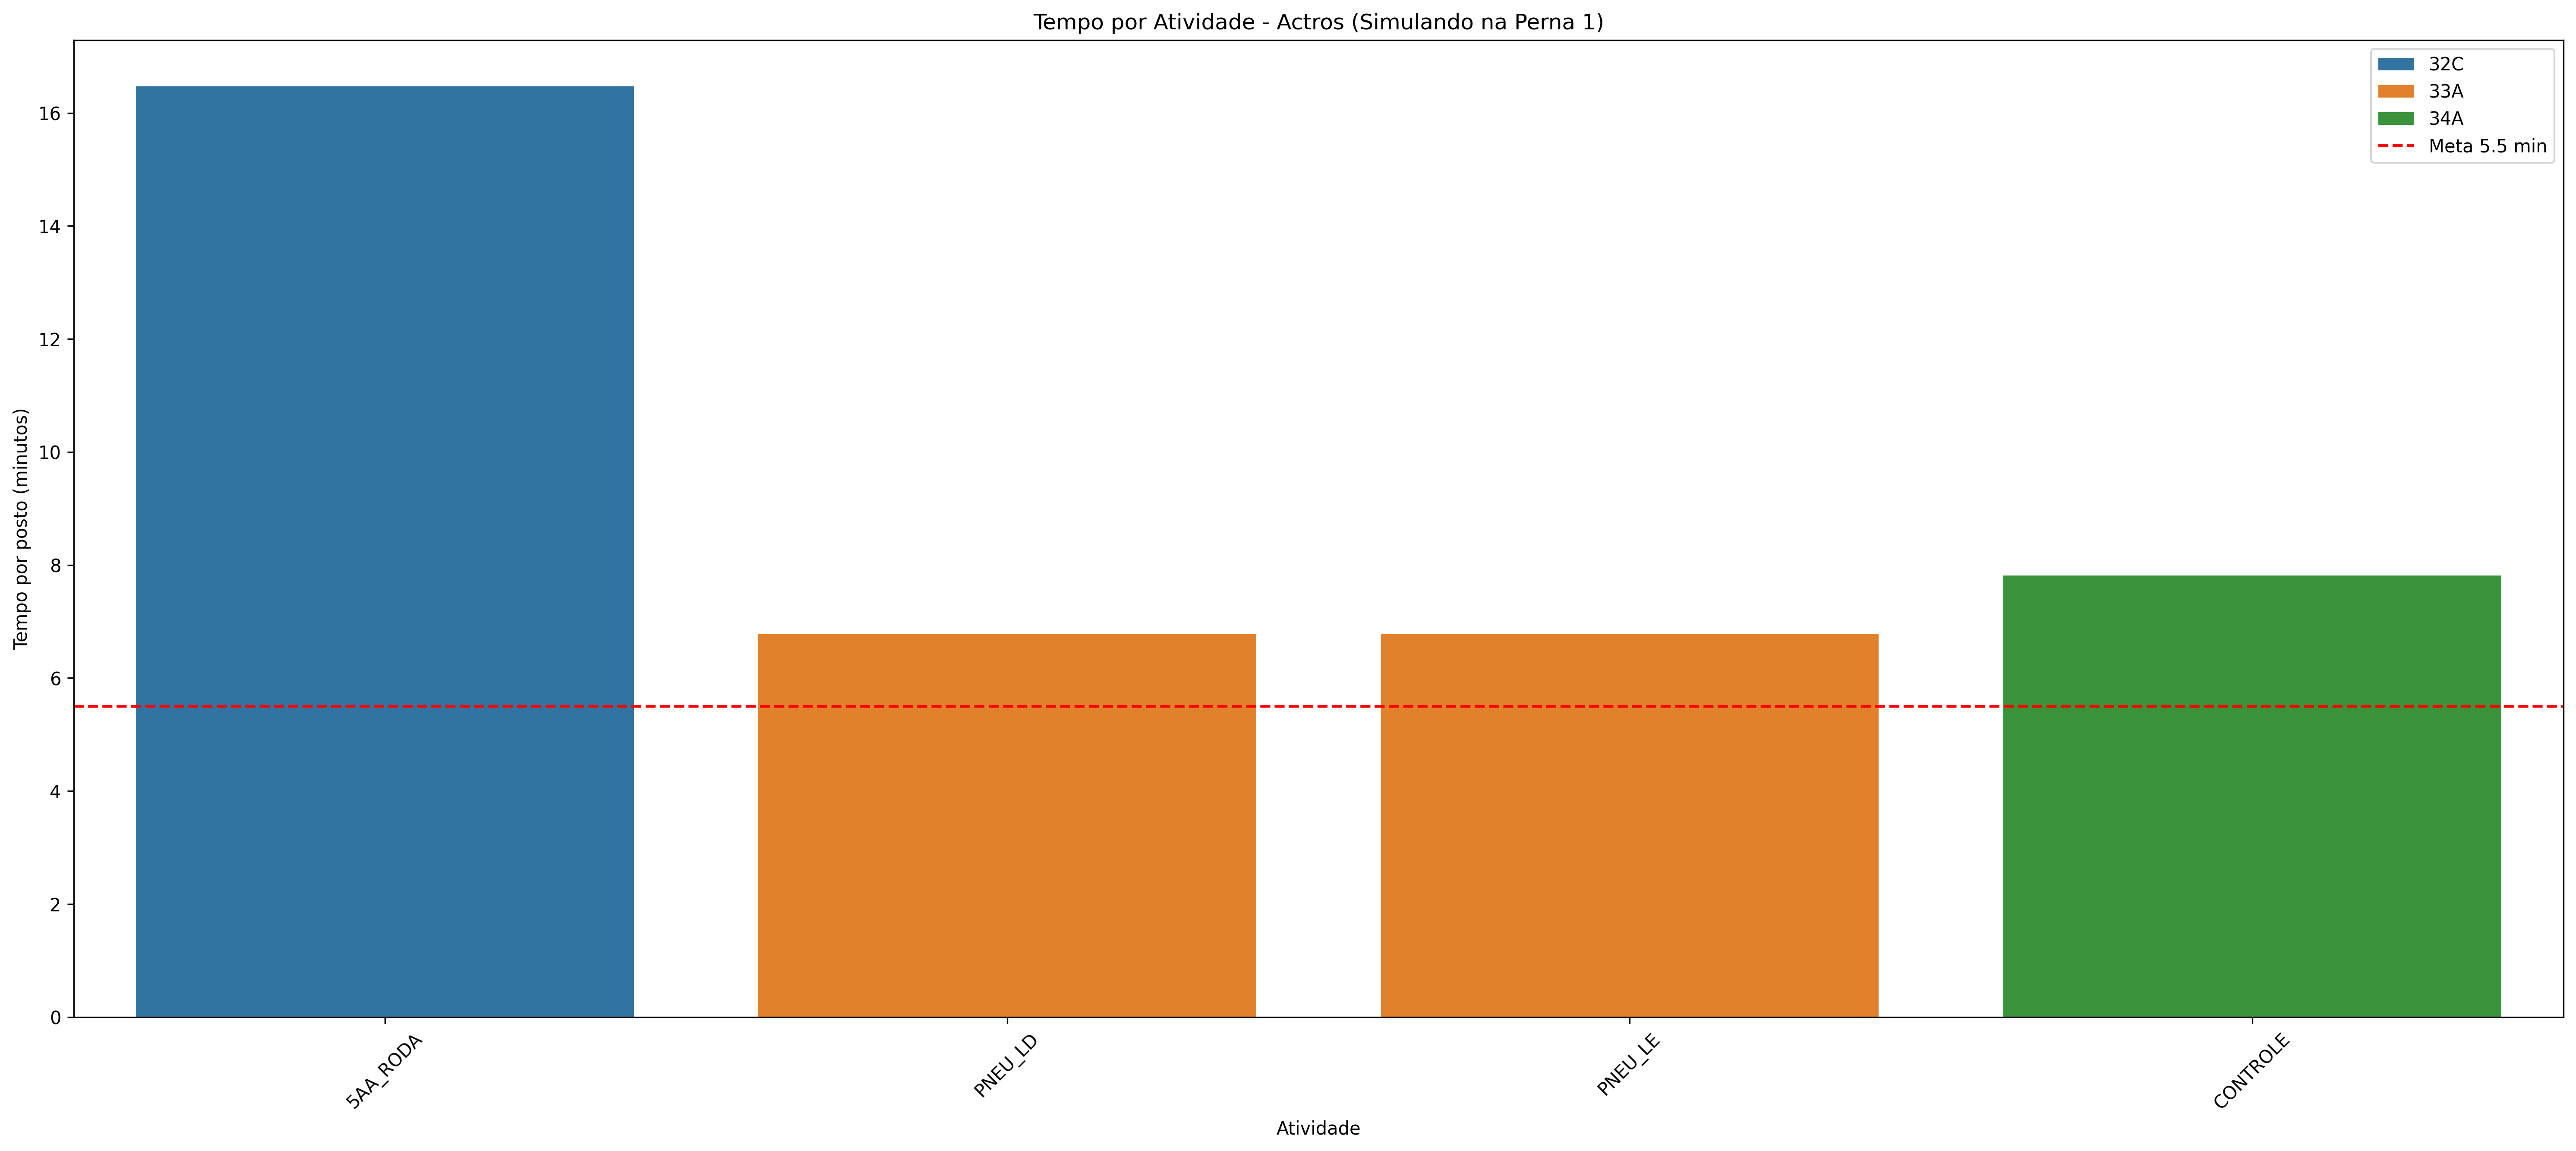 Tempo por Atividade - Actros (Simulando na Perna 1)
32C
33A
34A
Meta 5.5 min
Tempo por posto (minutos)
16
14
12
10
8
6
4
2
0
5AA_RODA
PNEU_LD
PNEU_LE
CONTROLE
Atividade